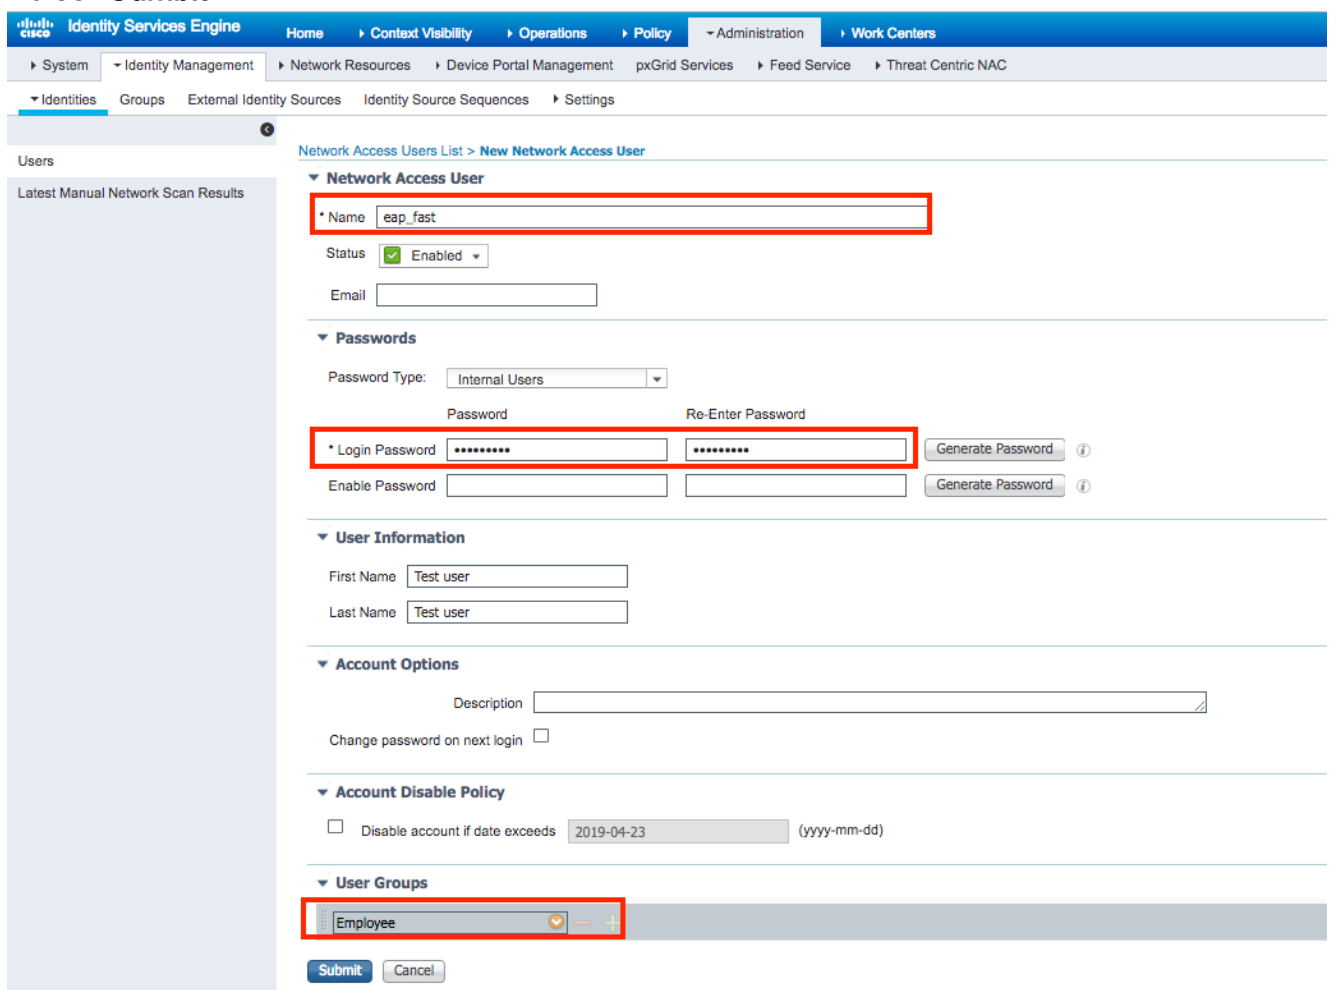 cisco Identity Services Engine Home Context Visibility Operations Policy Administration Work Centers
System Identity Management Network Resources Device Portal Management pxGrid Services Feed Service Threat Centric NAC
Identities Groups External Identity Sources Identity Source Sequences Settings
Users
Latest Manual Network Scan Results
Network Access Users List > New Network Access User
Network Access User
* Name eap_fast
Status Enabled
Email
Passwords
Password Type: Internal Users
Password Re-Enter Password
* Login Password ••••••••• ••••••••• Generate Password i
Enable Password Generate Password i
User Information
First Name Test user
Last Name Test user
Account Options
Description
Change password on next login
Account Disable Policy
Disable account if date exceeds 2019-04-23 (yyyy-mm-dd)
User Groups
Employee
Submit Cancel